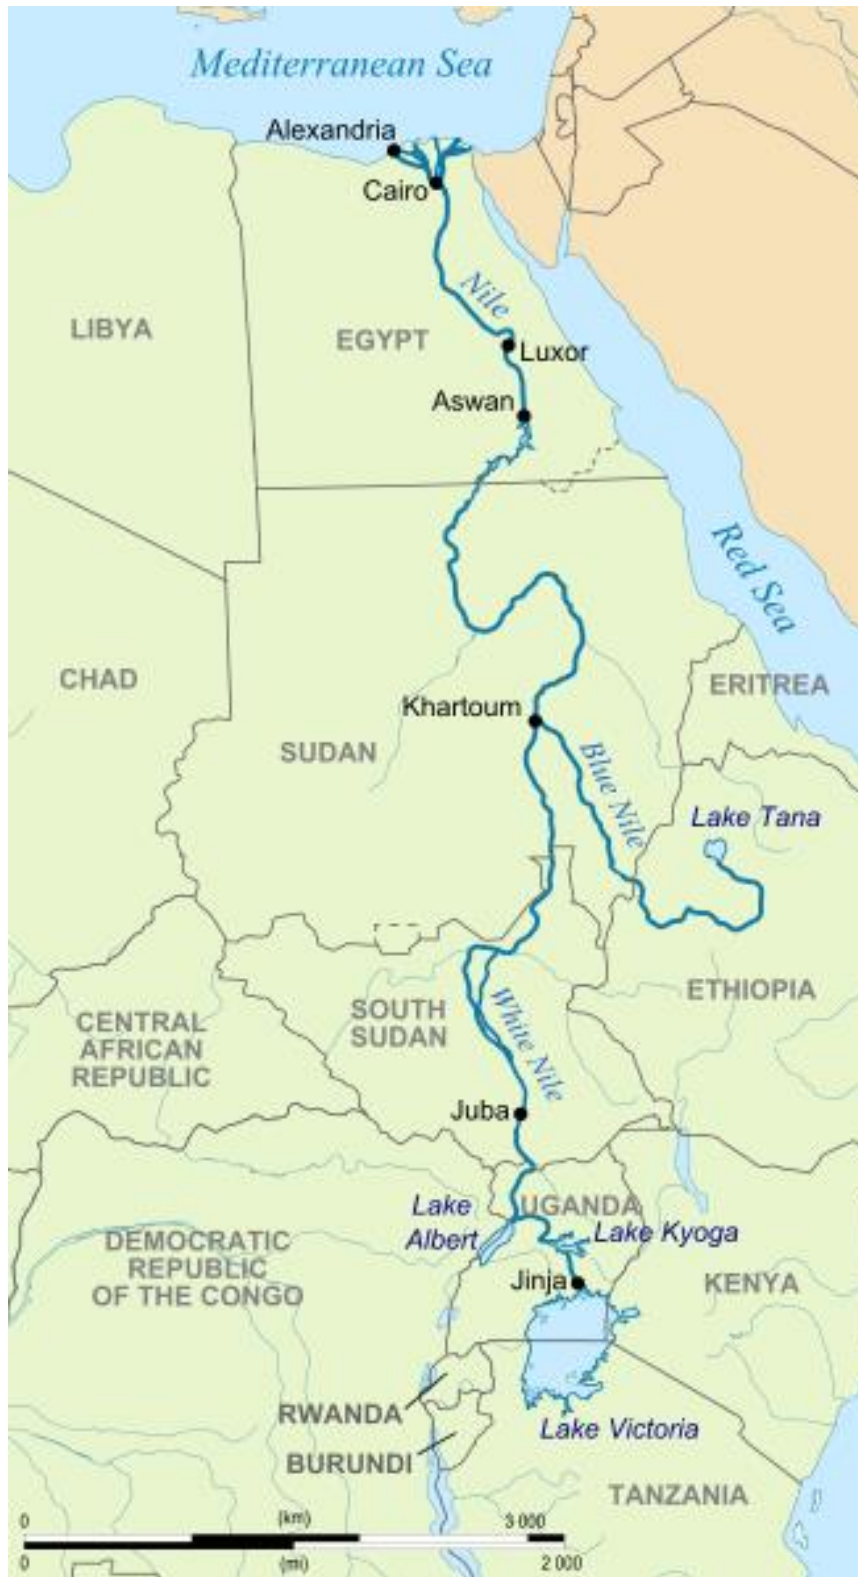 Mediterranean Sea
Alexandria
Cairo
Nile
LIBYA
EGYPT
Luxor
Aswan
Red Sea
CHAD
ERITREA
Khartoum
SUDAN
Blue Nile
Lake Tana
ETHIOPIA
SOUTH
SUDAN
White Nile
CENTRAL
AFRICAN
REPUBLIC
Juba
Lake
Albert
UGANDA
Lake Kyoga
DEMOCRATIC
REPUBLIC
OF THE CONGO
Jinja
KENYA
RWANDA
Lake Victoria
BURUNDI
TANZANIA
0 (km) 3 000
0 (mi) 2 000